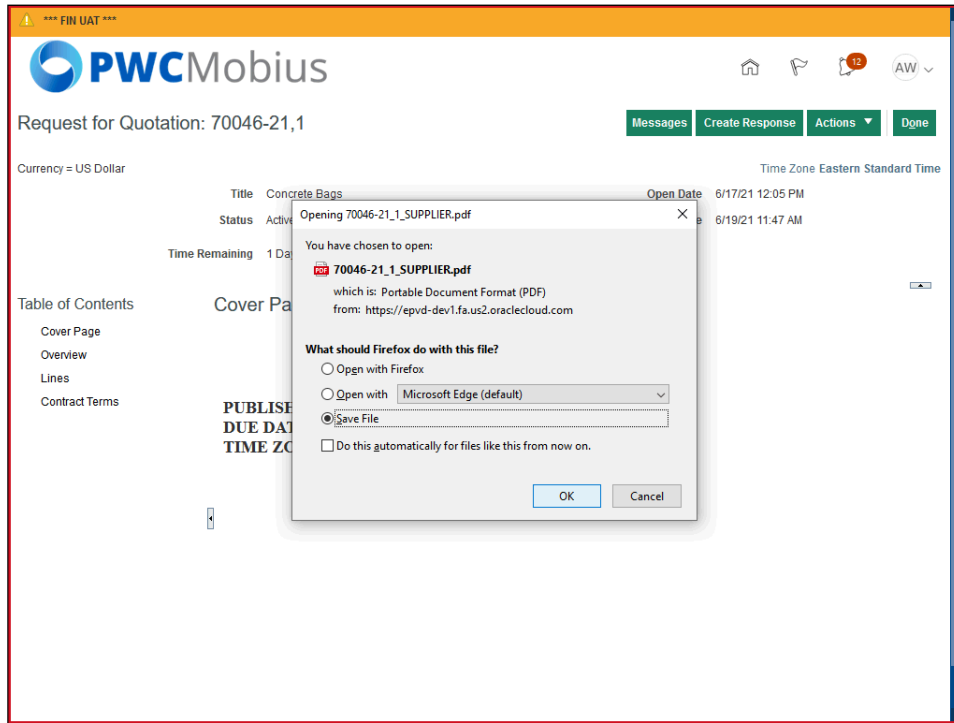 *** FIN UAT ***
PWCMobius
12
AW
Request for Quotation: 70046-21,1
Messages
Create Response
Actions
Done
Currency = US Dollar
Time Zone Eastern Standard Time
Title Concrete Bags
Open Date 6/17/21 12:05 PM
Status Active
6/19/21 11:47 AM
Time Remaining 1 Day
Opening 70046-21_1_SUPPLIER.pdf
You have chosen to open:
PDF 70046-21_1_SUPPLIER.pdf
which is: Portable Document Format (PDF)
from: https://epvd-dev1.fa.us2.oraclecloud.com
What should Firefox do with this file?
Open with Firefox
Open with Microsoft Edge (default)
Save File
Do this automatically for files like this from now on.
OK
Cancel
Table of Contents
Cover Page
Overview
Lines
Contract Terms
Cover Pa
PUBLISH
DUE DAT
TIME ZO